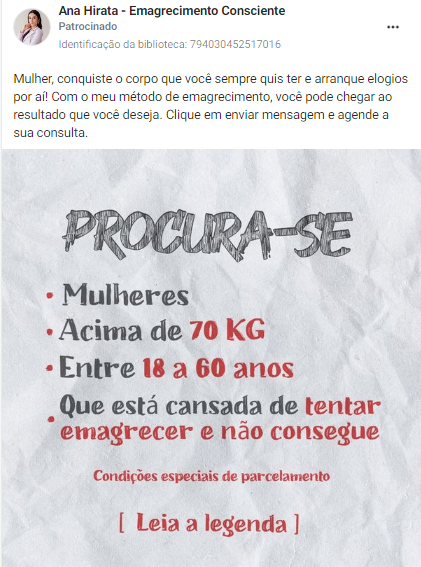 Ana Hirata - Emagrecimento Consciente
Patrocinado
Identificação da biblioteca: 794030452517016
Mulher, conquiste o corpo que você sempre quis ter e arranque elogios
por aí! Com o meu método de emagrecimento, você pode chegar ao
resultado que você deseja. Clique em enviar mensagem e agende a
sua consulta.
PROCURA-SE
• Mulheres
• Acima de 70 KG
• Entre 18 a 60 anos
• Que está cansada de tentar
emagrecer e não consegue
Condições especiais de parcelamento
[ Leia a legenda ]